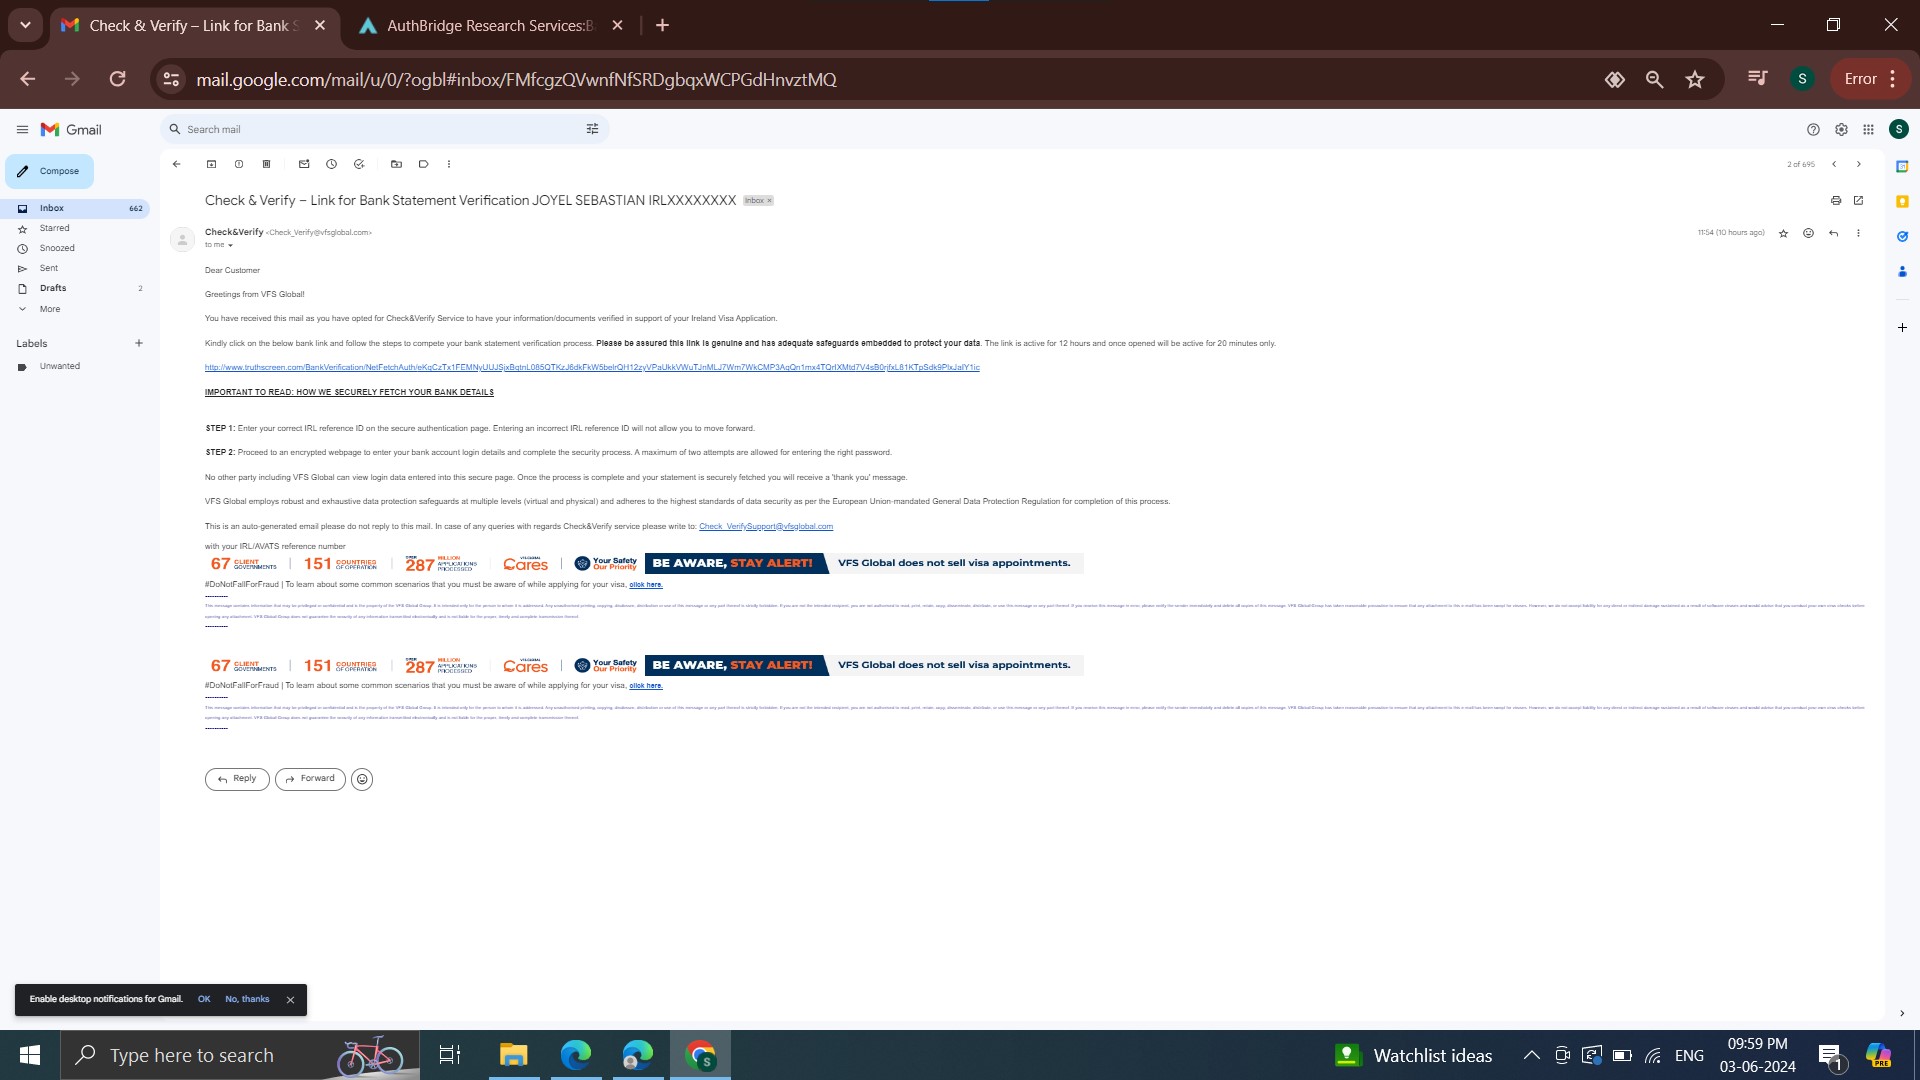 Check & Verify – Link for Bank S
AuthBridge Research Services:B
mail.google.com/mail/u/0/?ogbl#inbox/FMfcgzQVwnfNfSRDgbqxWCPGdHnvztMQ
S
Error
Gmail
Search mail
S
Compose
2 of 695
Check & Verify – Link for Bank Statement Verification JOYEL SEBASTIAN IRLXXXXXXXX
Inbox ×
Inbox 662
Starred
Snoozed
Sent
Drafts 2
More
Labels
Unwanted
Check&Verify <Check_Verify@vfsglobal.com>
11:54 (10 hours ago)
to me
Dear Customer
Greetings from VFS Global!
You have received this mail as you have opted for Check&Verify Service to have your information/documents verified in support of your Ireland Visa Application.
Kindly click on the below bank link and follow the steps to compete your bank statement verification process. Please be assured this link is genuine and has adequate safeguards embedded to protect your data. The link is active for 12 hours and once opened will be active for 20 minutes only.
IMPORTANT TO READ: HOW WE SECURELY FETCH YOUR BANK DETAILS
STEP 1: Enter your correct IRL reference ID on the secure authentication page. Entering an incorrect IRL reference ID will not allow you to move forward.
STEP 2: Proceed to an encrypted webpage to enter your bank account login details and complete the security process. A maximum of two attempts are allowed for entering the right password.
No other party including VFS Global can view login data entered into this secure page. Once the process is complete and your statement is securely fetched you will receive a 'thank you' message.
VFS Global employs robust and exhaustive data protection safeguards at multiple levels (virtual and physical) and adheres to the highest standards of data security as per the European Union-mandated General Data Protection Regulation for completion of this process.
This is an auto-generated email please do not reply to this mail. In case of any queries with regards Check&Verify service please write to: Check_VerifySupport@vfsglobal.com
with your IRL/AVATS reference number
67 CLIENT GOVERNMENTS | 151 COUNTRIES OF OPERATION | OVER 287 MILLION APPLICATIONS PROCESSED | VFS GLOBAL Cares | Your Safety Our Priority BE AWARE, STAY ALERT! VFS Global does not sell visa appointments.
#DoNotFallForFraud | To learn about some common scenarios that you must be aware of while applying for your visa, click here.
67 CLIENT GOVERNMENTS | 151 COUNTRIES OF OPERATION | OVER 287 MILLION APPLICATIONS PROCESSED | VFS GLOBAL Cares | Your Safety Our Priority BE AWARE, STAY ALERT! VFS Global does not sell visa appointments.
#DoNotFallForFraud | To learn about some common scenarios that you must be aware of while applying for your visa, click here.
Reply
Forward
Enable desktop notifications for Gmail. OK No, thanks
Type here to search
Watchlist ideas
ENG
09:59 PM
03-06-2024
1
PRE